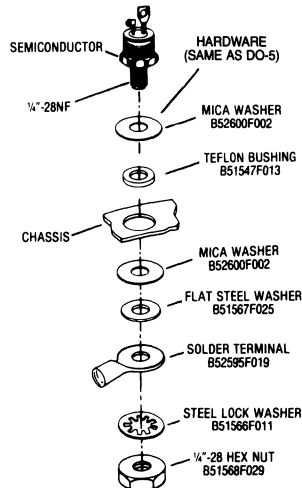 SEMICONDUCTOR
HARDWARE
(SAME AS DO-5)
¼"-28NF
MICA WASHER
B52600F002
TEFLON BUSHING
B51547F013
CHASSIS
MICA WASHER
B52600F002
FLAT STEEL WASHER
B51567F025
SOLDER TERMINAL
B52595F019
STEEL LOCK WASHER
B51566F011
¼"-28 HEX NUT
B51568F029